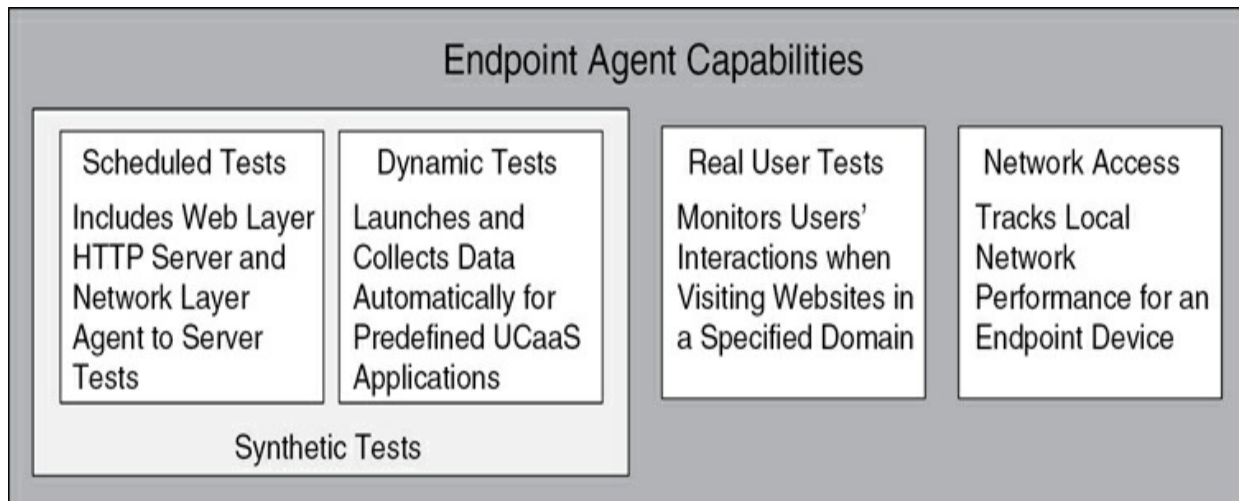 Endpoint Agent Capabilities
Scheduled Tests
Includes Web Layer
HTTP Server and
Network Layer
Agent to Server
Tests
Dynamic Tests
Launches and
Collects Data
Automatically for
Predefined UCaaS
Applications
Synthetic Tests
Real User Tests
Monitors Users’
Interactions when
Visiting Websites in
a Specified Domain
Network Access
Tracks Local
Network
Performance for an
Endpoint Device